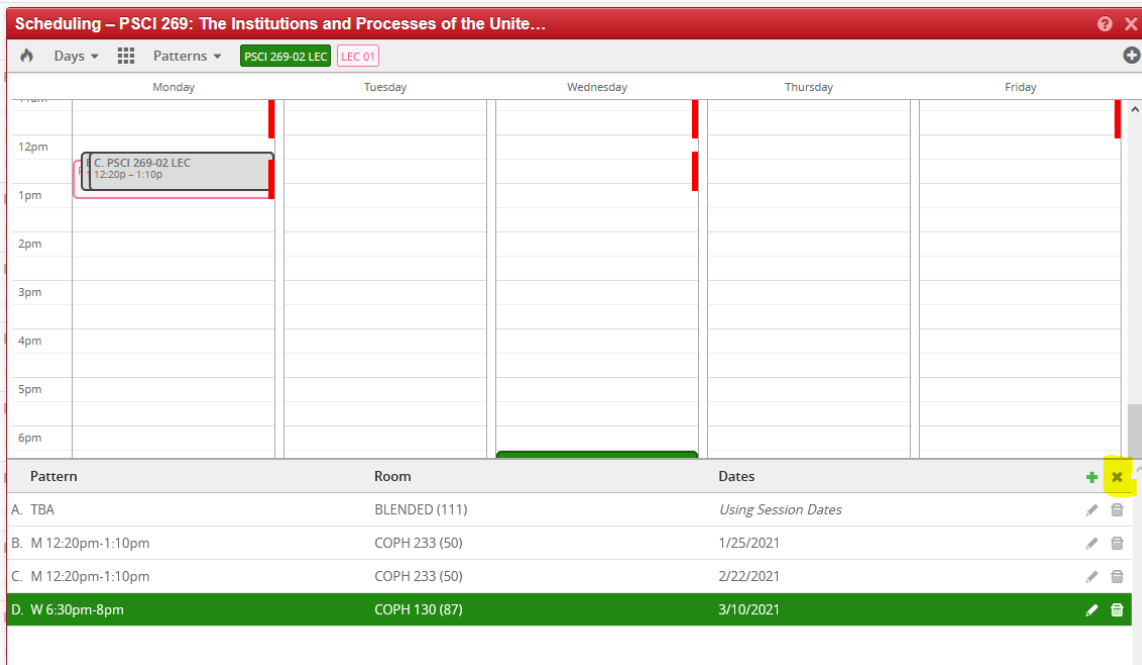 Scheduling – PSCI 269: The Institutions and Processes of the Unite…
Days Patterns PSCI 269-02 LEC LEC 01
Monday Tuesday Wednesday Thursday Friday
12pm
C. PSCI 269-02 LEC
12:20p – 1:10p
1pm
2pm
3pm
4pm
5pm
6pm
Pattern Room Dates
A. TBA BLENDED (111) Using Session Dates
B. M 12:20pm-1:10pm COPH 233 (50) 1/25/2021
C. M 12:20pm-1:10pm COPH 233 (50) 2/22/2021
D. W 6:30pm-8pm COPH 130 (87) 3/10/2021